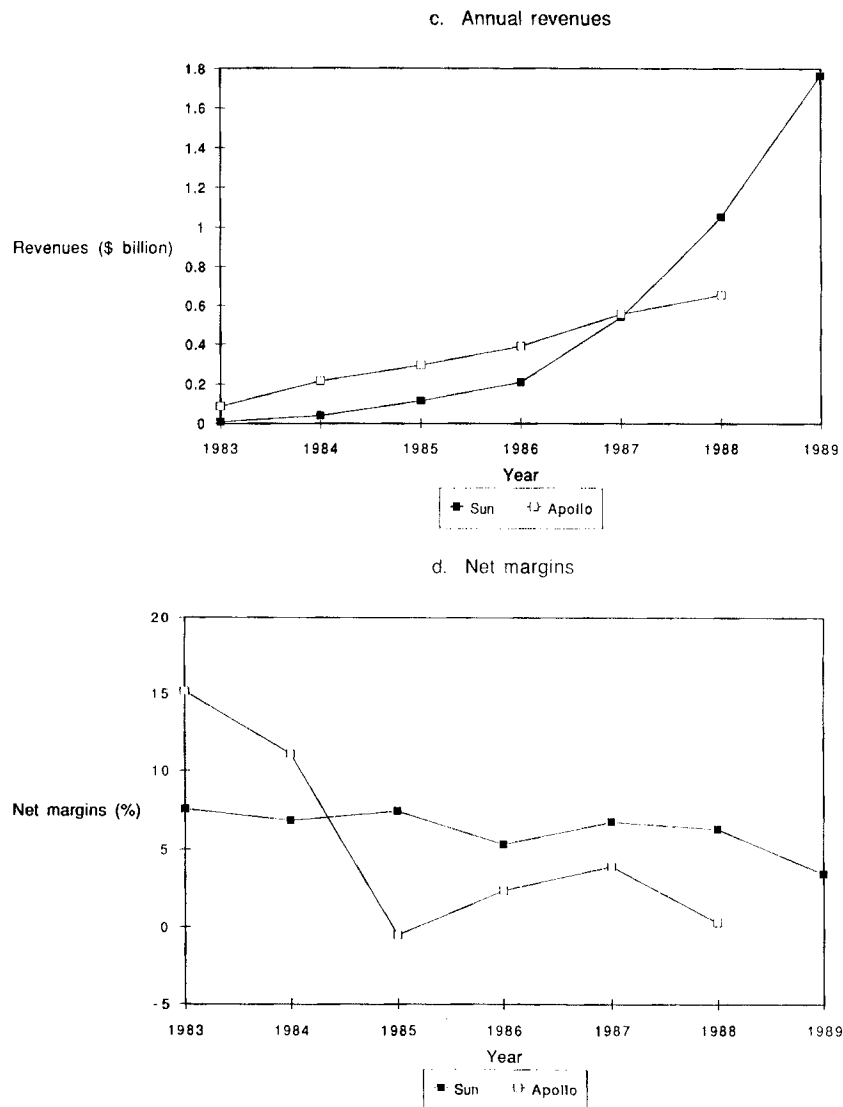 c. Annual revenues
1.8
1.6
1.4
1.2
1
0.8
0.6
0.4
0.2
0
Revenues ($ billion)
1983 1984 1985 1986 1987 1988 1989
Year
Sun Apollo
d. Net margins
20
15
10
5
0
-5
Net margins (%)
1983 1984 1985 1986 1987 1988 1989
Year
Sun Apollo